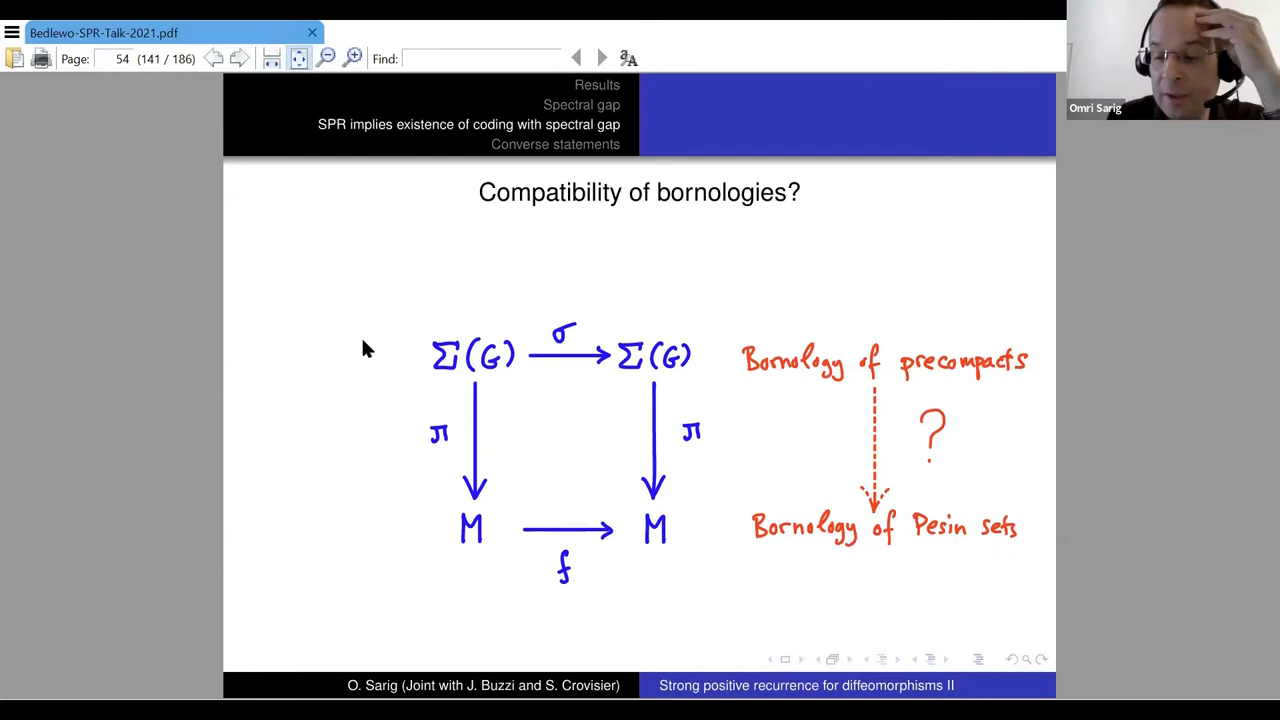 Bedlewo-SPR-Talk-2021.pdf
Page: 54 (141 / 186) Find:
Omri Sarig
Results
Spectral gap
SPR implies existence of coding with spectral gap
Converse statements
Compatibility of bornologies?
σ
Σ(G) Σ(G) Bornology of precompacts
π π ?
M M Bornology of Pesin sets
f
O. Sarig (Joint with J. Buzzi and S. Crovisier) Strong positive recurrence for diffeomorphisms II